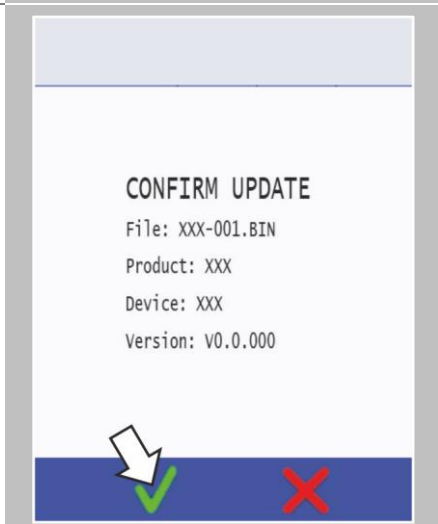 CONFIRM UPDATE
File: XXX-001.BIN
Product: XXX
Device: XXX
Version: V0.0.000